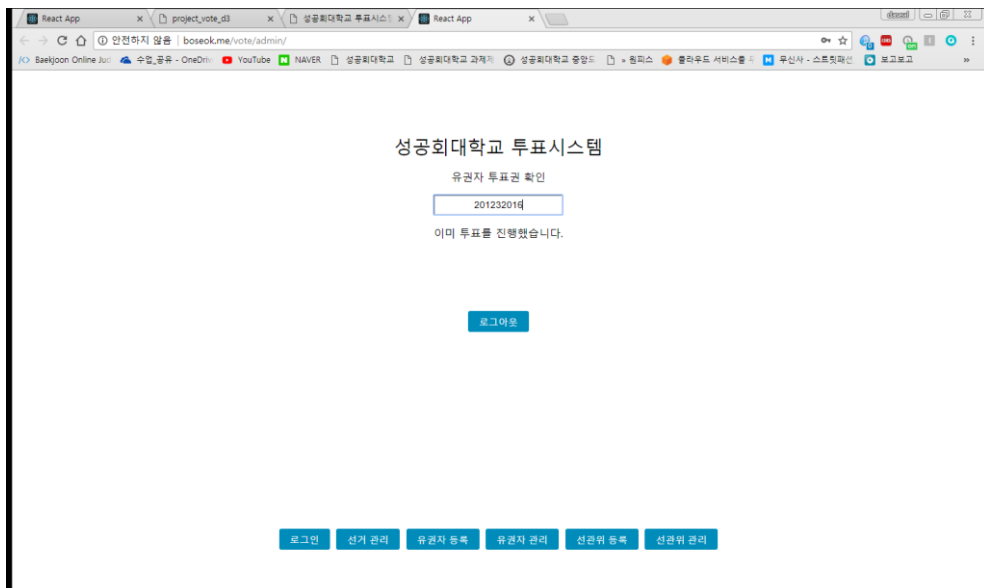 React App
project_vote_d3
성공회대학교 투표시스
React App
안전하지 않음 | boseok.me/vote/admin/
Baekjoon Online Jud
수업_공유 - OneDriv
YouTube
NAVER
성공회대학교
성공회대학교 과제
성공회대학교 중앙도
» 원피스
클라우드 서비스를
무신사 - 스트릿패션
보고보고
»
성공회대학교 투표시스템
유권자 투표권 확인
201232016
이미 투표를 진행했습니다.
로그아웃
로그인
선거 관리
유권자 등록
유권자 관리
선관위 등록
선관위 관리